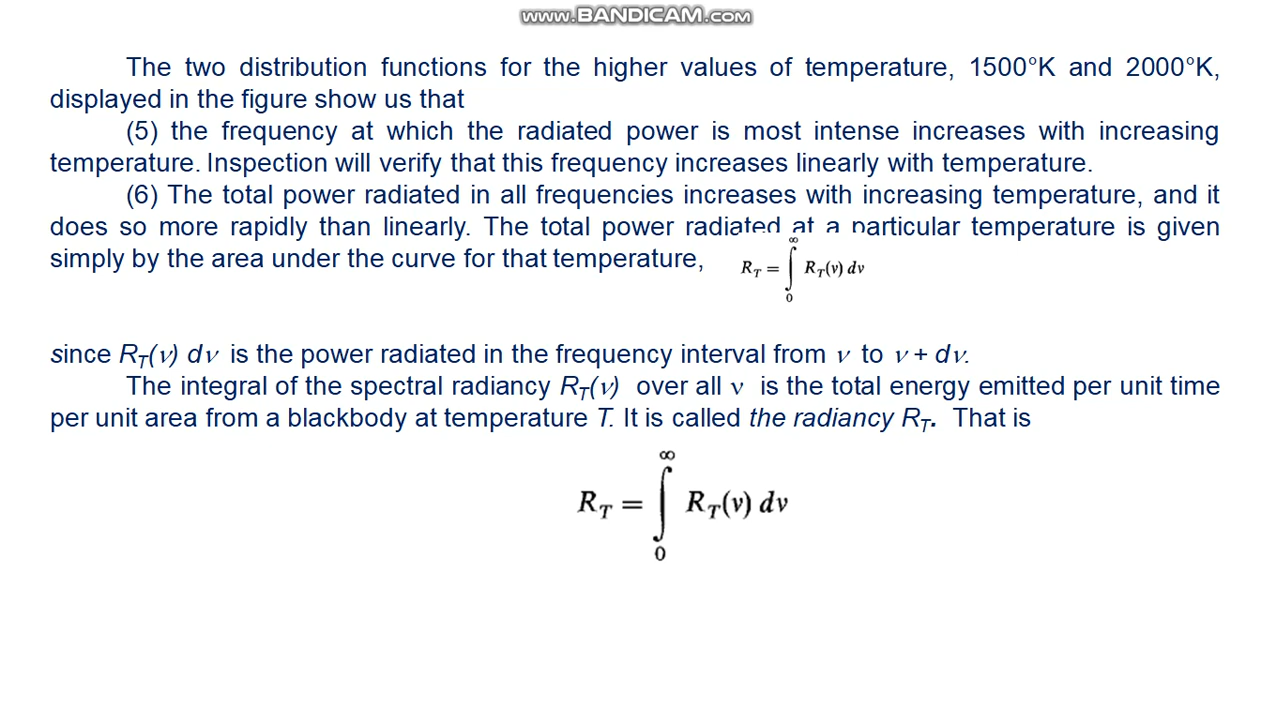 www.BANDICAM.com
The two distribution functions for the higher values of temperature, 1500°K and 2000°K,
displayed in the figure show us that
(5) the frequency at which the radiated power is most intense increases with increasing
temperature. Inspection will verify that this frequency increases linearly with temperature.
(6) The total power radiated in all frequencies increases with increasing temperature, and it
does so more rapidly than linearly. The total power radiated at a particular temperature is given
simply by the area under the curve for that temperature, R_T = ∫₀^∞ R_T(ν) dν
since R_T(ν) dν is the power radiated in the frequency interval from ν to ν + dν.
The integral of the spectral radiancy R_T(ν) over all ν is the total energy emitted per unit time
per unit area from a blackbody at temperature T. It is called the radiancy R_T. That is
R_T = ∫₀^∞ R_T(ν) dν